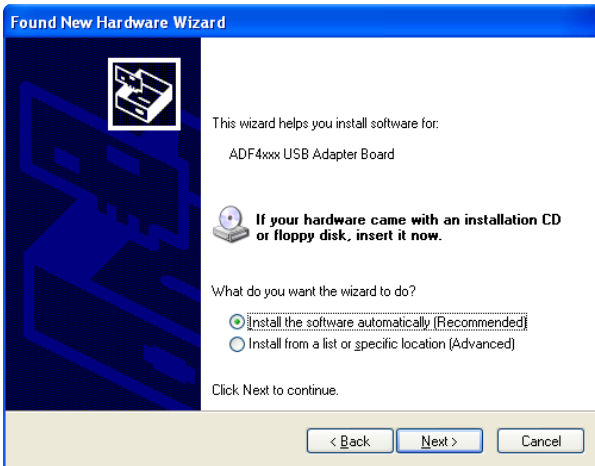 Found New Hardware Wizard
This wizard helps you install software for:
ADF4xxx USB Adapter Board
If your hardware came with an installation CD
or floppy disk, insert it now.
What do you want the wizard to do?
Install the software automatically (Recommended)
Install from a list or specific location (Advanced)
Click Next to continue.
< Back Next > Cancel